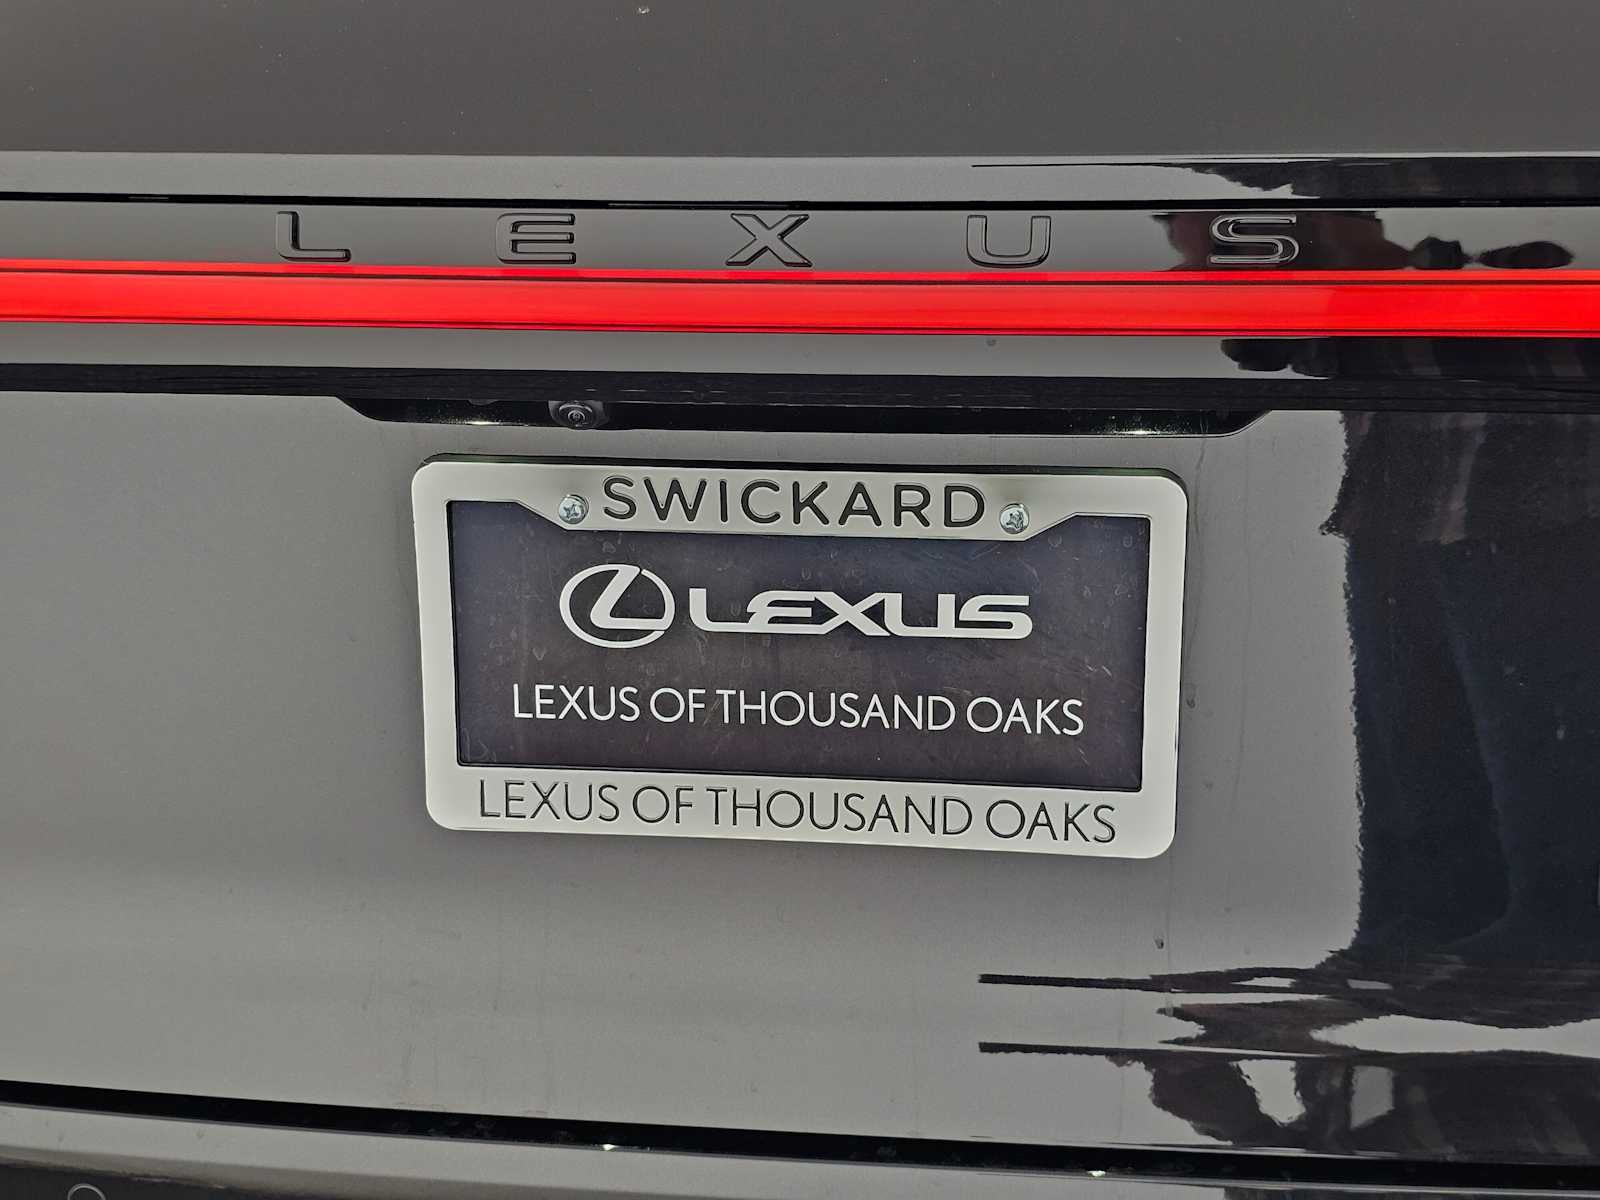 LEXUS
SWICKARD
LEXUS
LEXUS OF THOUSAND OAKS
LEXUS OF THOUSAND OAKS